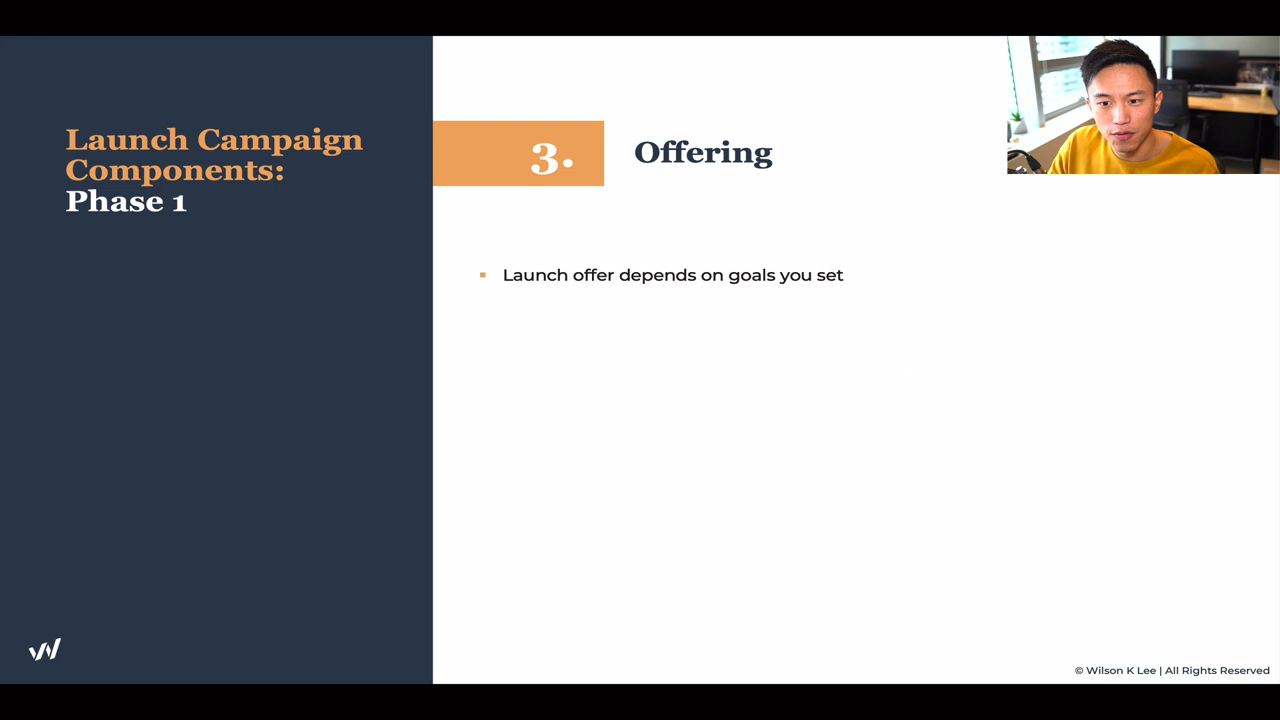 Launch Campaign
Components:
Phase 1
3.
Offering
▪ Launch offer depends on goals you set
© Wilson K Lee | All Rights Reserved